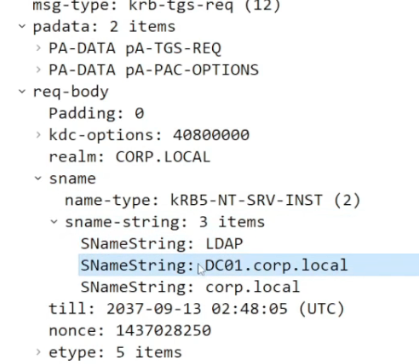 msg-type: krb-tgs-req (12)
padata: 2 items
PA-DATA pA-TGS-REQ
PA-DATA pA-PAC-OPTIONS
req-body
Padding: 0
kdc-options: 40800000
realm: CORP.LOCAL
sname
name-type: kRB5-NT-SRV-INST (2)
sname-string: 3 items
SNameString: LDAP
SNameString: DC01.corp.local
SNameString: corp.local
till: 2037-09-13 02:48:05 (UTC)
nonce: 1437028250
etype: 5 items